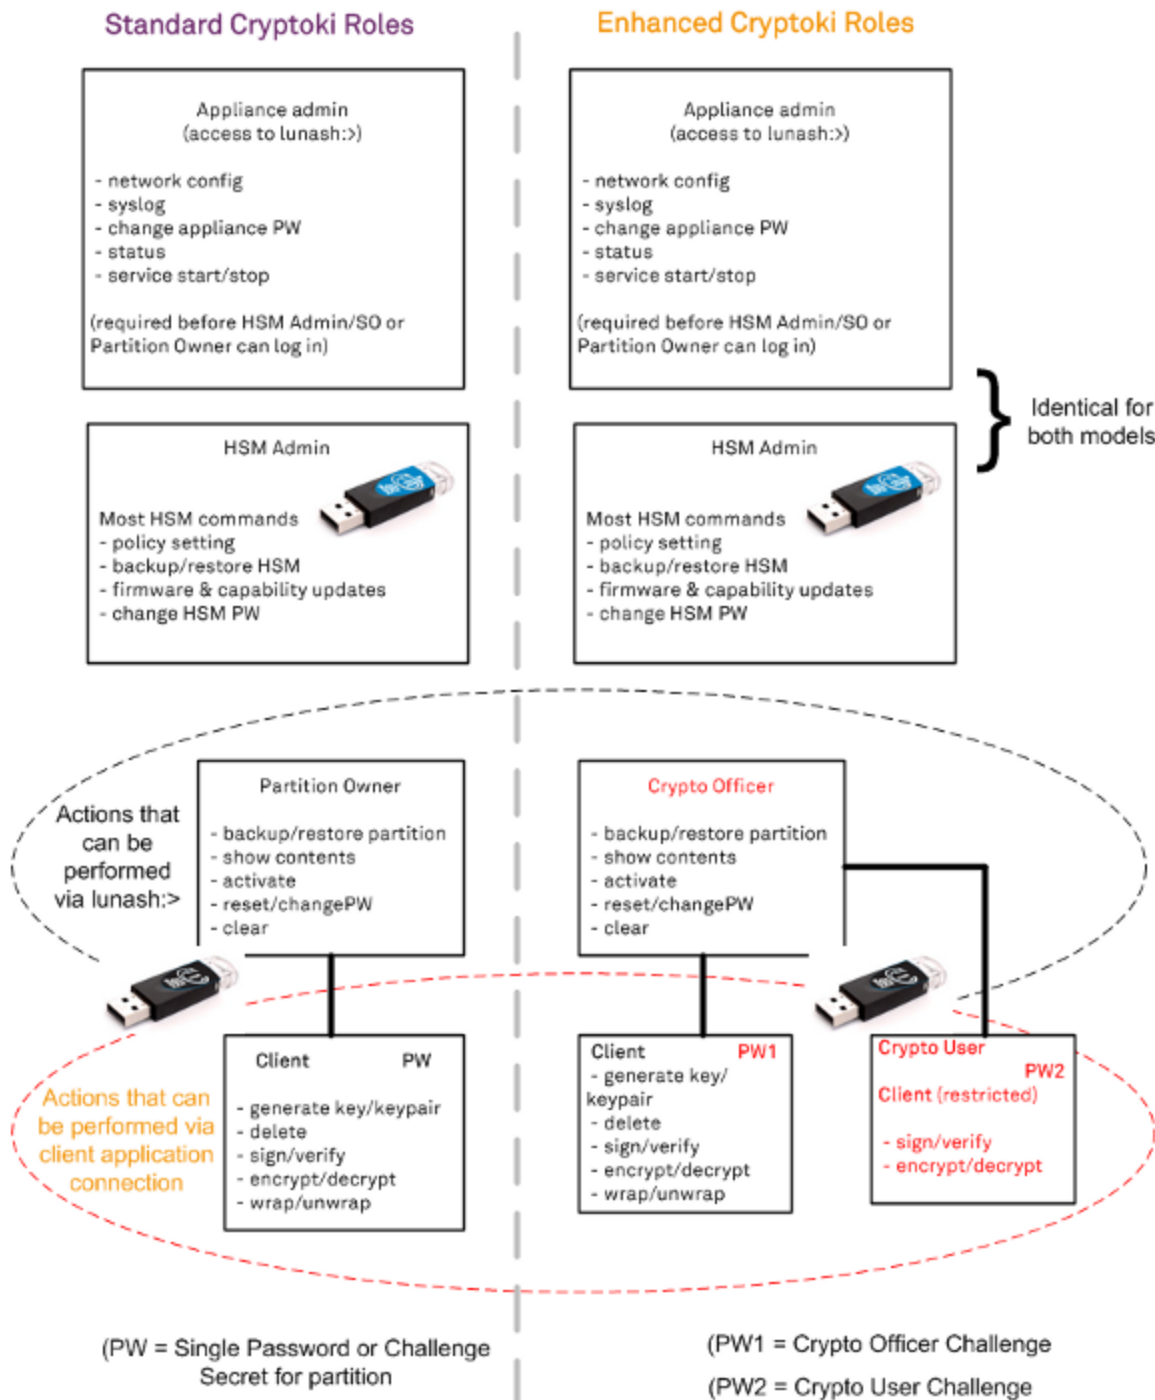 Standard Cryptoki Roles
Enhanced Cryptoki Roles
Appliance admin
(access to lunash:>)
- network config
- syslog
- change appliance PW
- status
- service start/stop
(required before HSM Admin/SO or
Partition Owner can log in)
Appliance admin
(access to lunash:>)
- network config
- syslog
- change appliance PW
- status
- service start/stop
(required before HSM Admin/SO or
Partition Owner can log in)
Identical for
both models
HSM Admin
Most HSM commands
- policy setting
- backup/restore HSM
- firmware & capability updates
- change HSM PW
HSM Admin
Most HSM commands
- policy setting
- backup/restore HSM
- firmware & capability updates
- change HSM PW
Actions that
can be
performed
via lunash:>
Partition Owner
- backup/restore partition
- show contents
- activate
- reset/changePW
- clear
Crypto Officer
- backup/restore partition
- show contents
- activate
- reset/changePW
- clear
Actions that can
be performed via
client application
connection
Client PW
- generate key/keypair
- delete
- sign/verify
- encrypt/decrypt
- wrap/unwrap
Client PW1
- generate key/
keypair
- delete
- sign/verify
- encrypt/decrypt
- wrap/unwrap
Crypto User
PW2
Client (restricted)
- sign/verify
- encrypt/decrypt
(PW = Single Password or Challenge
Secret for partition
(PW1 = Crypto Officer Challenge
(PW2 = Crypto User Challenge